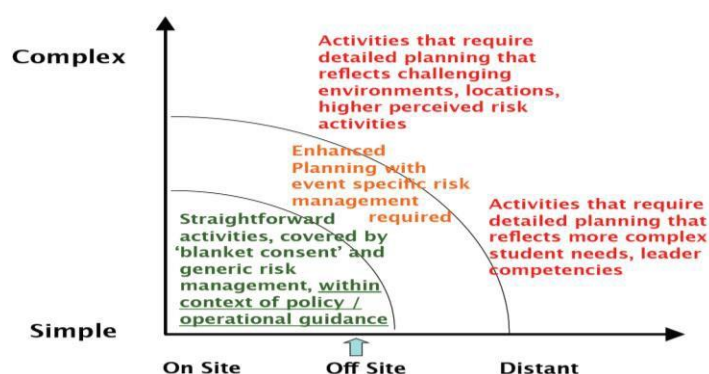 Complex
Activities that require
detailed planning that
reflects challenging
environments, locations,
higher perceived risk
activities
Enhanced
Planning with
event specific risk
management
required
Activities that require
detailed planning that
reflects more complex
student needs, leader
competencies
Straightforward
activities, covered by
‘blanket consent’ and
generic risk
management, within
context of policy /
operational guidance
Simple
On Site
Off Site
Distant